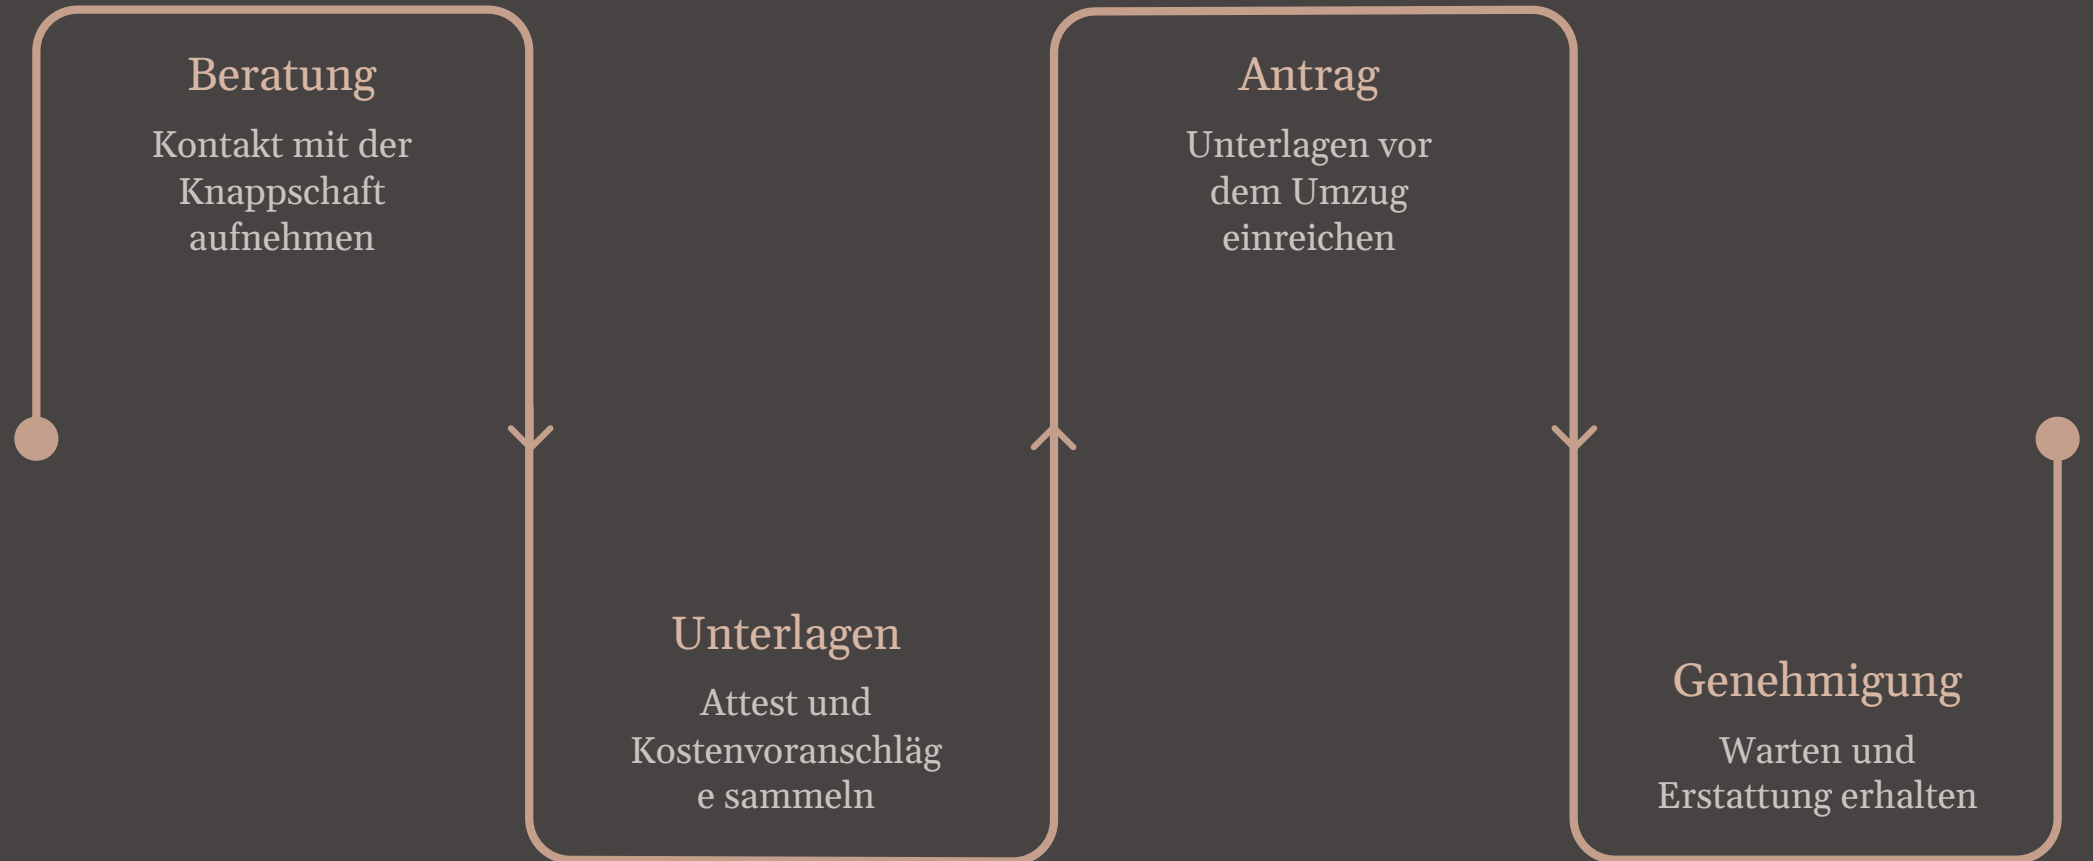 Beratung
Kontakt mit der
Knappschaft
aufnehmen
Unterlagen
Attest und
Kostenvoranschläg
e sammeln
Antrag
Unterlagen vor
dem Umzug
einreichen
Genehmigung
Warten und
Erstattung erhalten